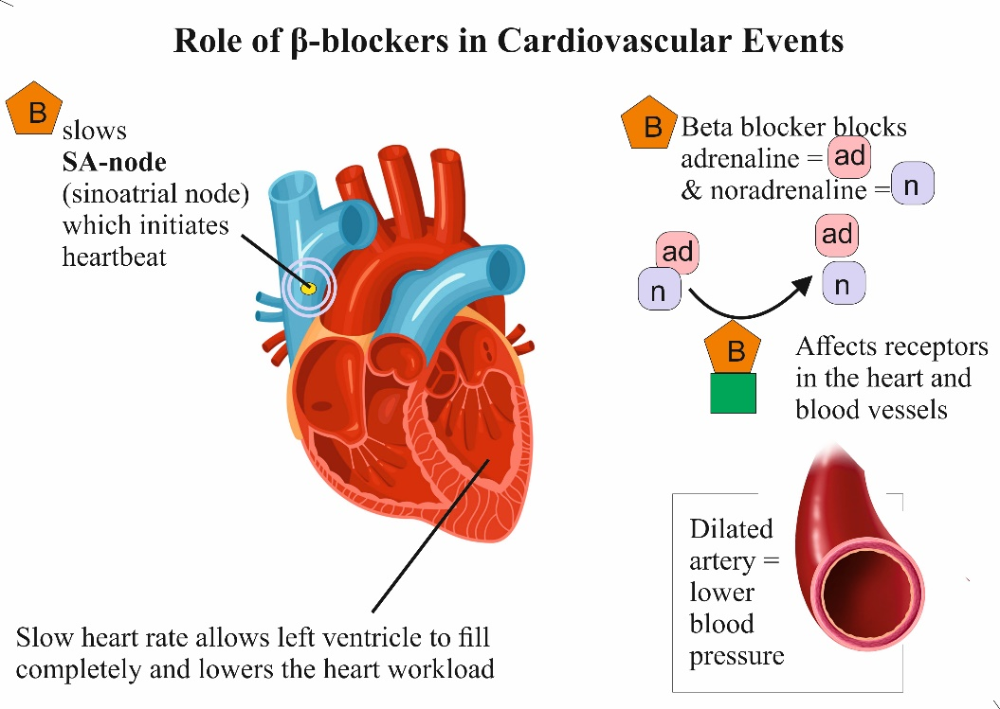 Role of β-blockers in Cardiovascular Events
B
slows
SA-node
(sinoatrial node)
which initiates
heartbeat
B
Beta blocker blocks
adrenaline = ad
& noradrenaline = n
ad
n
ad
n
B
Affects receptors
in the heart and
blood vessels
Dilated
artery =
lower
blood
pressure
Slow heart rate allows left ventricle to fill
completely and lowers the heart workload